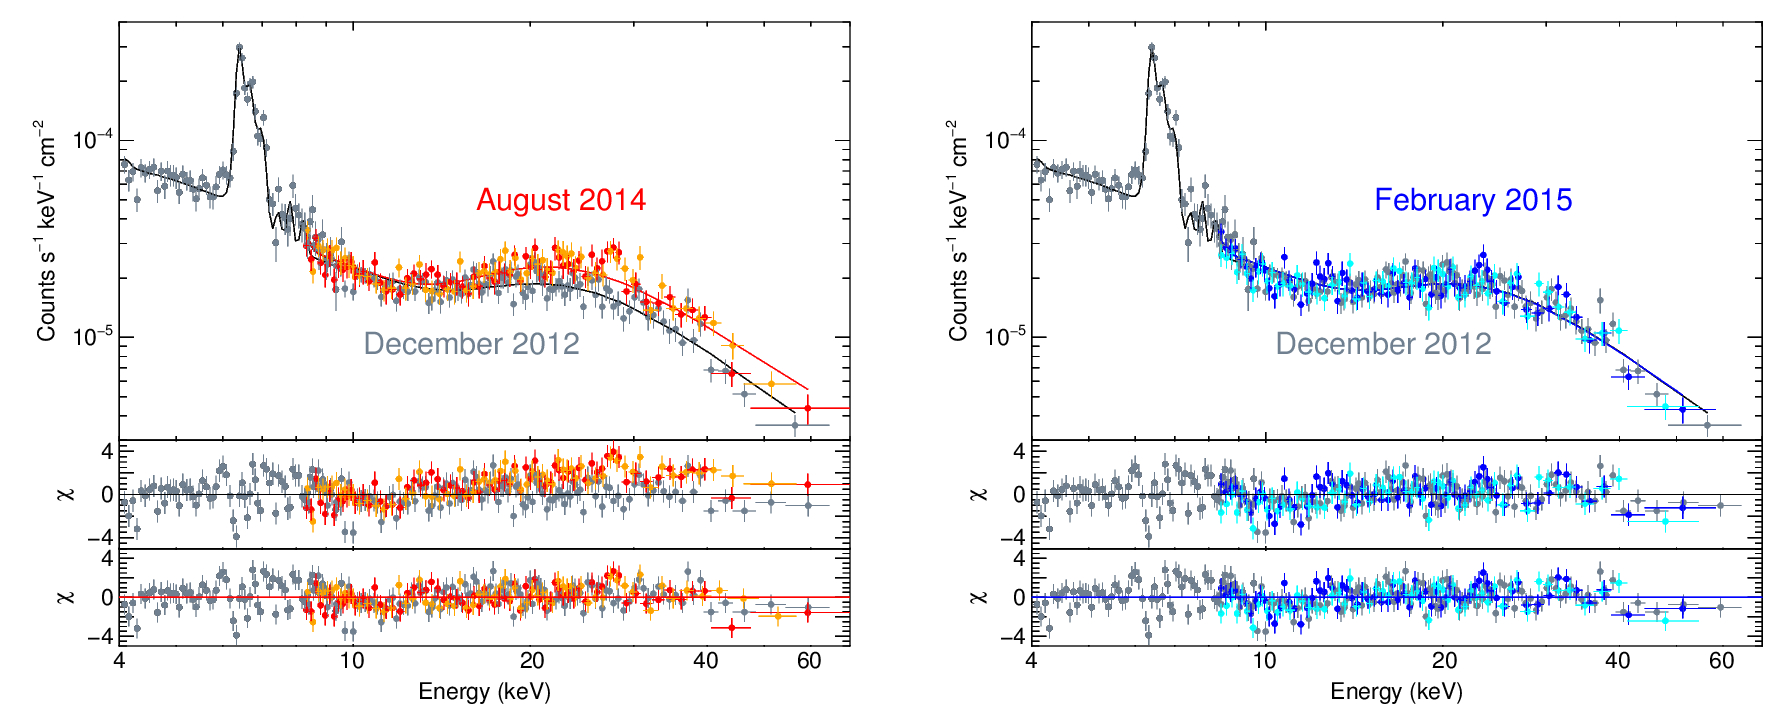 Counts s⁻¹ keV⁻¹ cm⁻²
10⁻⁴
10⁻⁵
August 2014
December 2012
χ
4
0
−4
χ
4
0
−4
4
10
20
40
60
Energy (keV)
Counts s⁻¹ keV⁻¹ cm⁻²
10⁻⁴
10⁻⁵
February 2015
December 2012
χ
4
0
−4
χ
4
0
−4
4
10
20
40
60
Energy (keV)